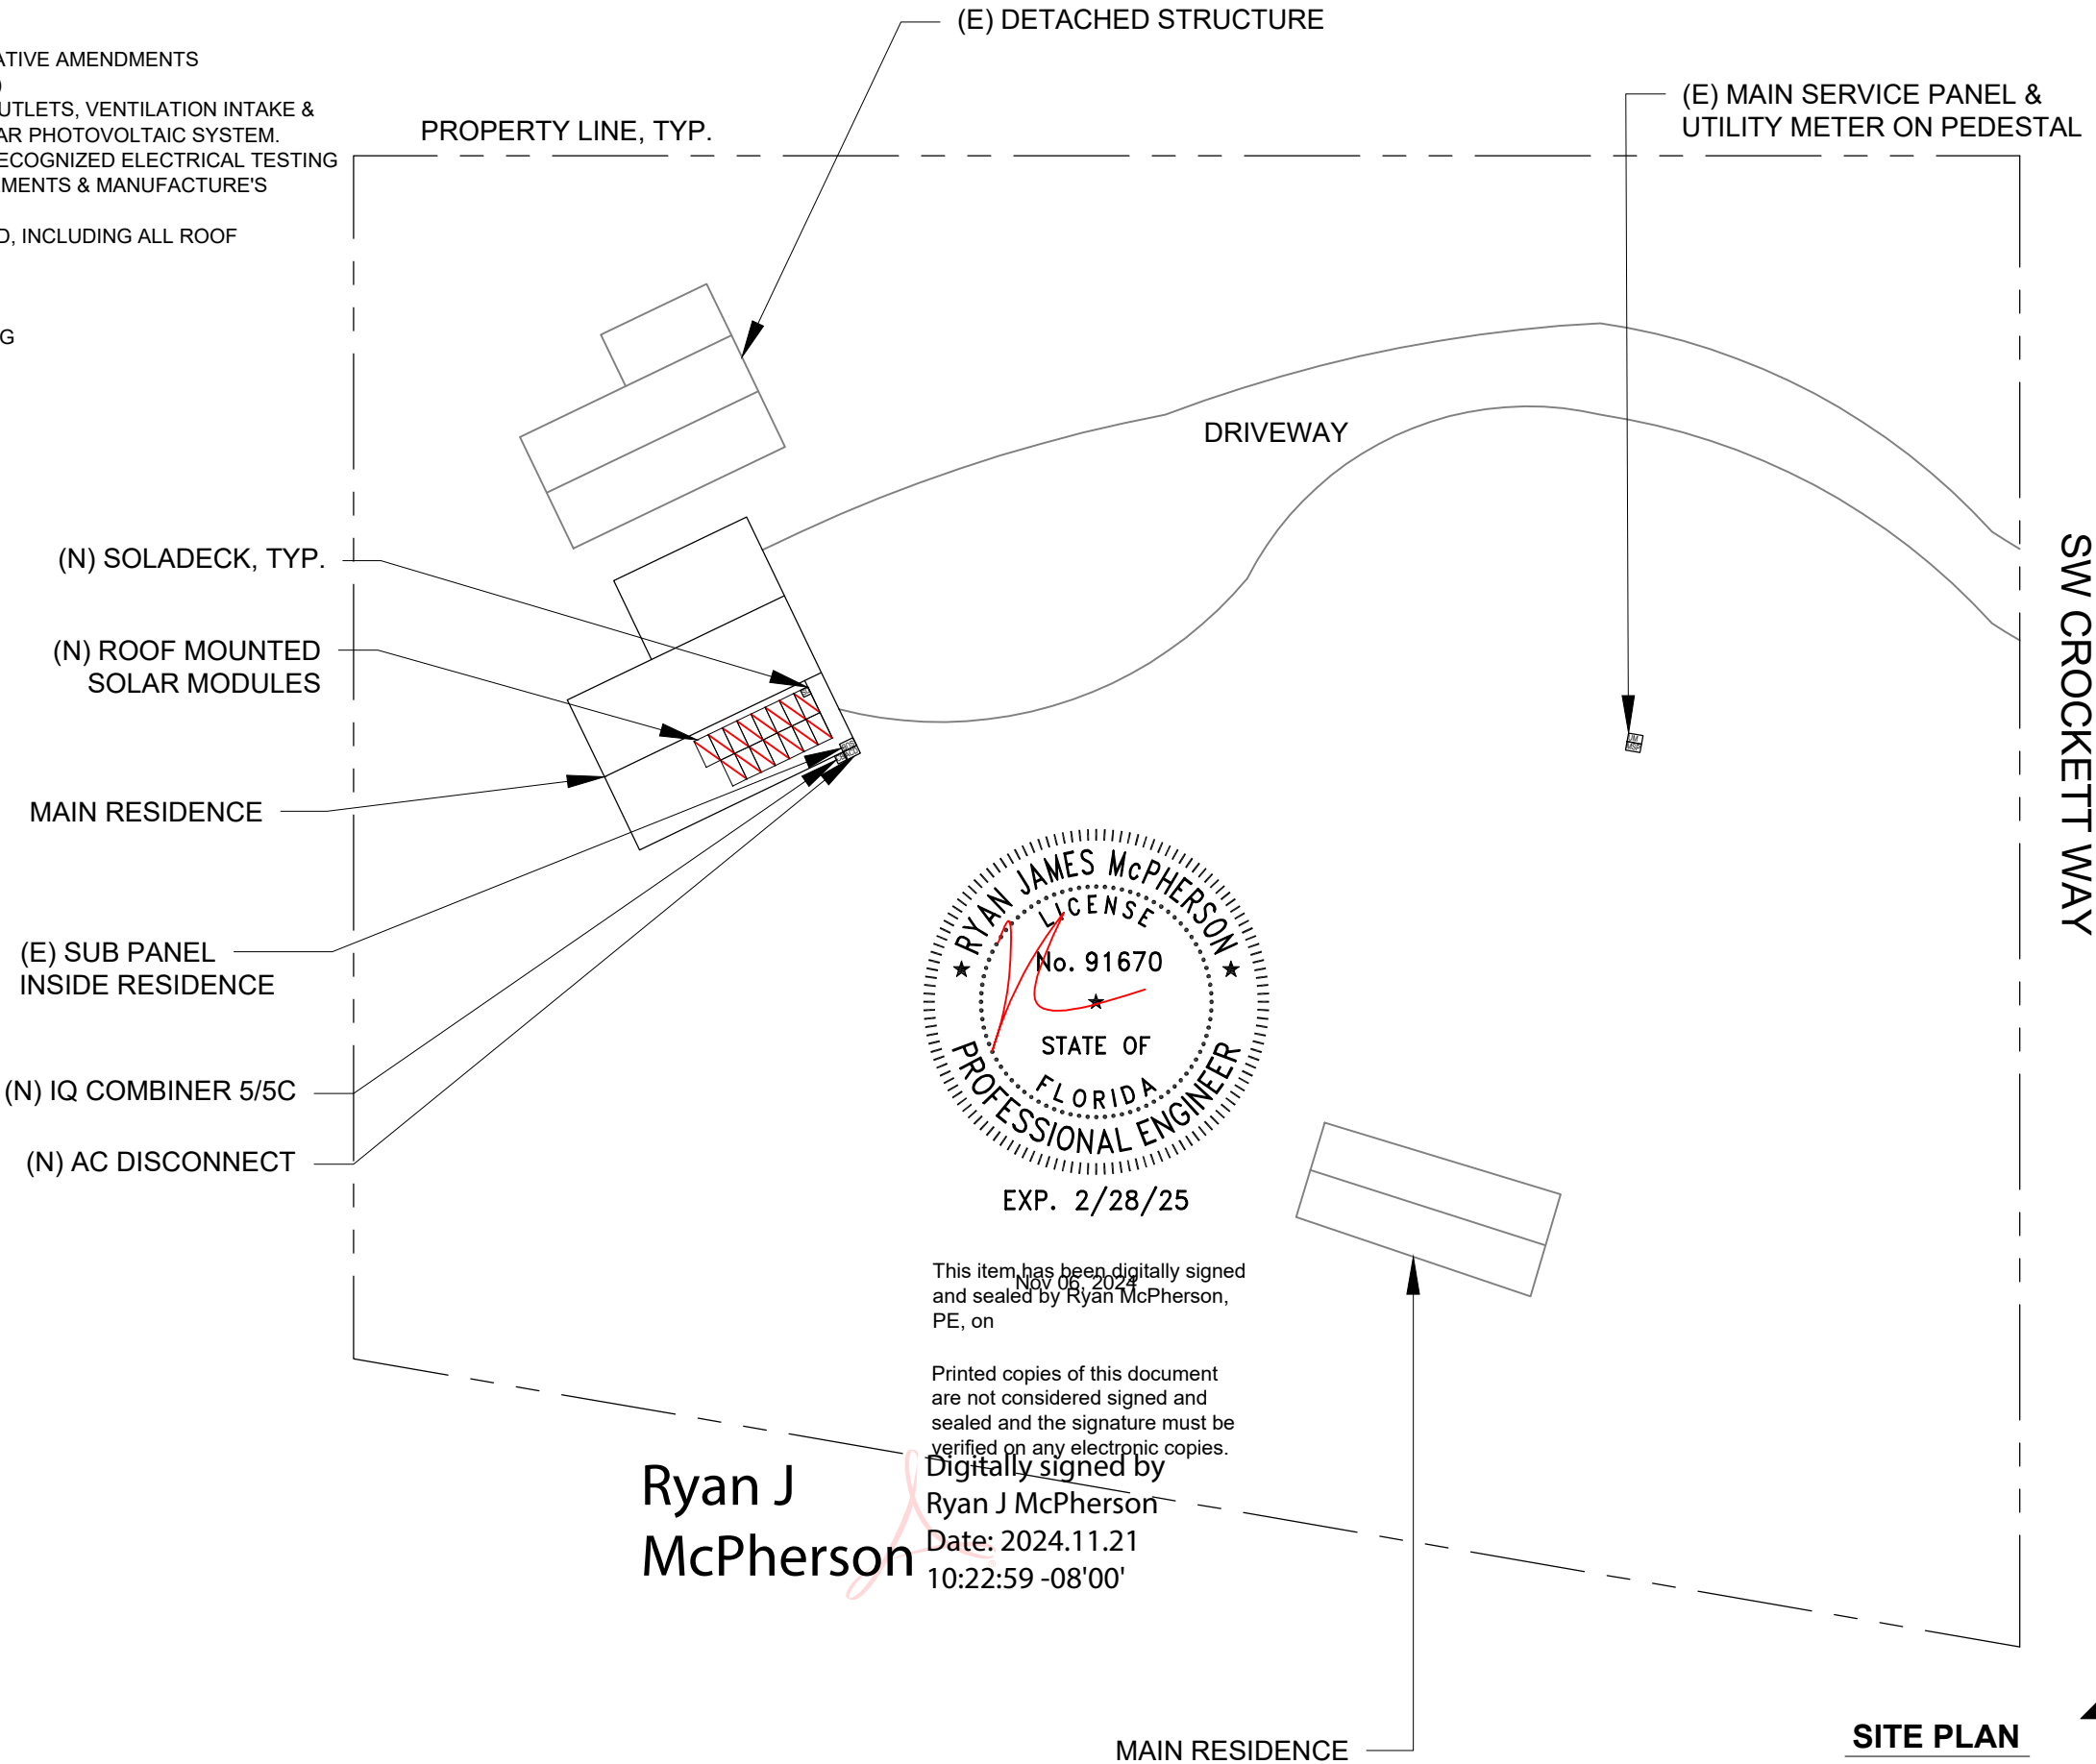 (E) DETACHED STRUCTURE
ATIVE AMENDMENTS
)
UTLETS, VENTILATION INTAKE &
AR PHOTOVOLTAIC SYSTEM.
ECOGNIZED ELECTRICAL TESTING
EMENTS & MANUFACTURE'S
D, INCLUDING ALL ROOF
G
PROPERTY LINE, TYP.
(E) MAIN SERVICE PANEL &
UTILITY METER ON PEDESTAL
DRIVEWAY
SW CROCKETT WAY
(N) SOLADECK, TYP.
(N) ROOF MOUNTED
SOLAR MODULES
MAIN RESIDENCE
(E) SUB PANEL
INSIDE RESIDENCE
(N) IQ COMBINER 5/5C
(N) AC DISCONNECT
UM
MSP
RYAN JAMES McPHERSON
LICENSE
No. 91670
STATE OF
FLORIDA
PROFESSIONAL ENGINEER
EXP. 2/28/25
This item has been digitally signed
Nov 06, 2024
and sealed by Ryan McPherson,
PE, on
Printed copies of this document
are not considered signed and
sealed and the signature must be
verified on any electronic copies.
Ryan J
McPherson
Digitally signed by
Ryan J McPherson
Date: 2024.11.21
10:22:59 -08'00'
MAIN RESIDENCE
SITE PLAN